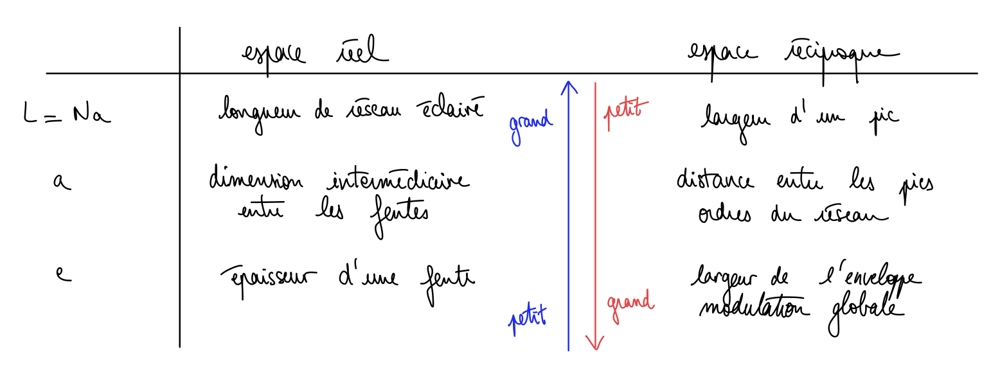 espace réel espace réciproque
L = Na longueur de réseau éclairé grand petit largeur d'un pic
a dimension intermédiaire distance entre les pics
entre les fentes ordres du réseau
e épaisseur d'une fente largeur de l'enveloppe
petit grand modulation globale